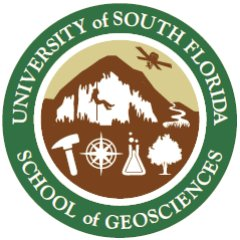 UNIVERSITY of SOUTH FLORIDA
SCHOOL of GEOSCIENCES